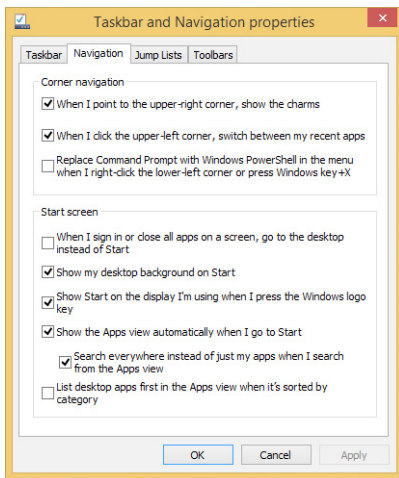 Taskbar and Navigation properties
Taskbar Navigation Jump Lists Toolbars
Corner navigation
When I point to the upper-right corner, show the charms
When I click the upper-left corner, switch between my recent apps
Replace Command Prompt with Windows PowerShell in the menu
when I right-click the lower-left corner or press Windows key+X
Start screen
When I sign in or close all apps on a screen, go to the desktop
instead of Start
Show my desktop background on Start
Show Start on the display I'm using when I press the Windows logo
key
Show the Apps view automatically when I go to Start
Search everywhere instead of just my apps when I search
from the Apps view
List desktop apps first in the Apps view when it's sorted by
category
OK Cancel Apply